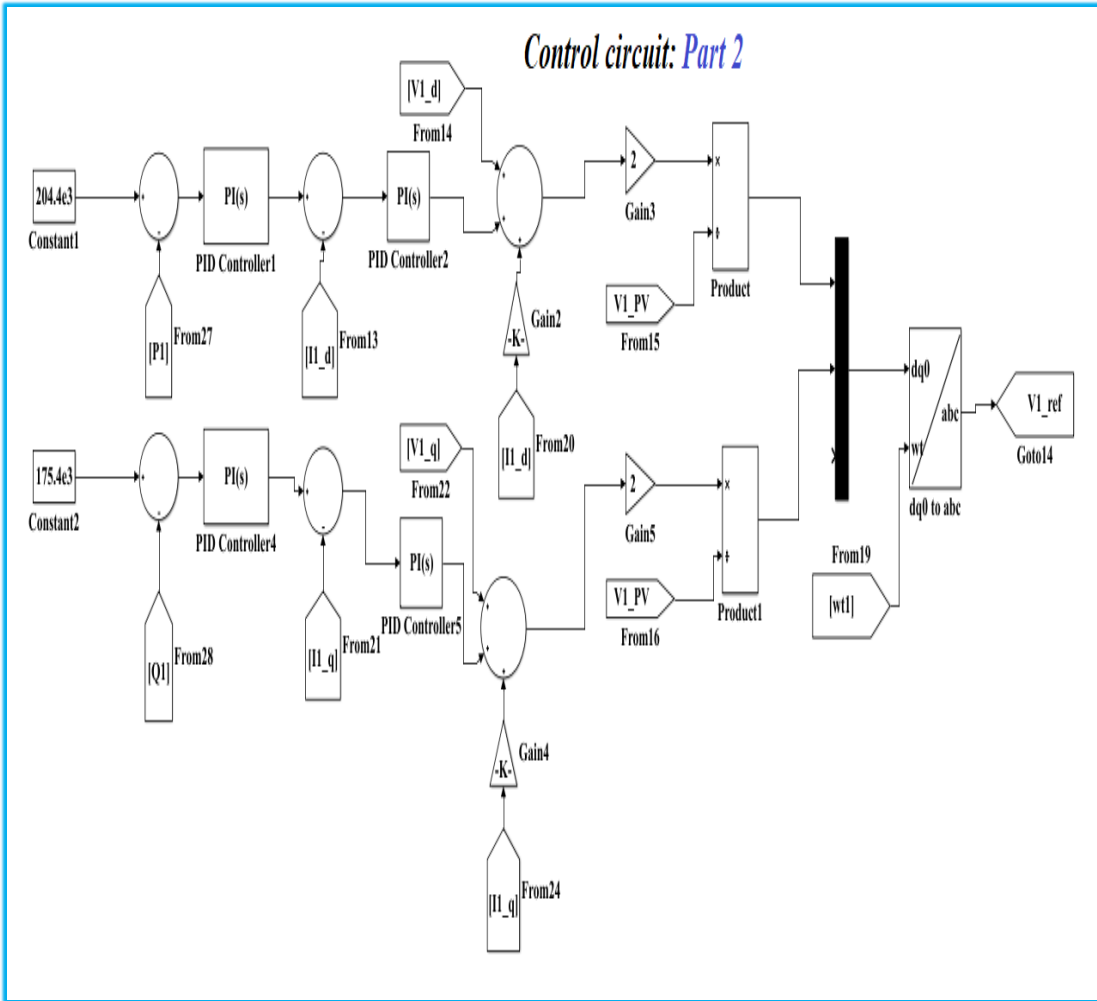 Control circuit: Part 2
[V1_d]
From14
204.4e3
Constant1
+
-
PI(s)
PID Controller1
+
-
PI(s)
PID Controller2
+
+
+
2
Gain3
×
÷
Product
V1_PV
From15
-K-
Gain2
[P1]
From27
[I1_d]
From13
[I1_d]
From20
dq0
wt
abc
dq0 to abc
V1_ref
Goto14
175.4e3
Constant2
+
-
PI(s)
PID Controller4
+
-
[V1_q]
From22
PI(s)
PID Controller5
+
+
+
2
Gain5
×
÷
Product1
V1_PV
From16
From19
[wt1]
[Q1]
From28
[I1_q]
From21
-K-
Gain4
[I1_q]
From24